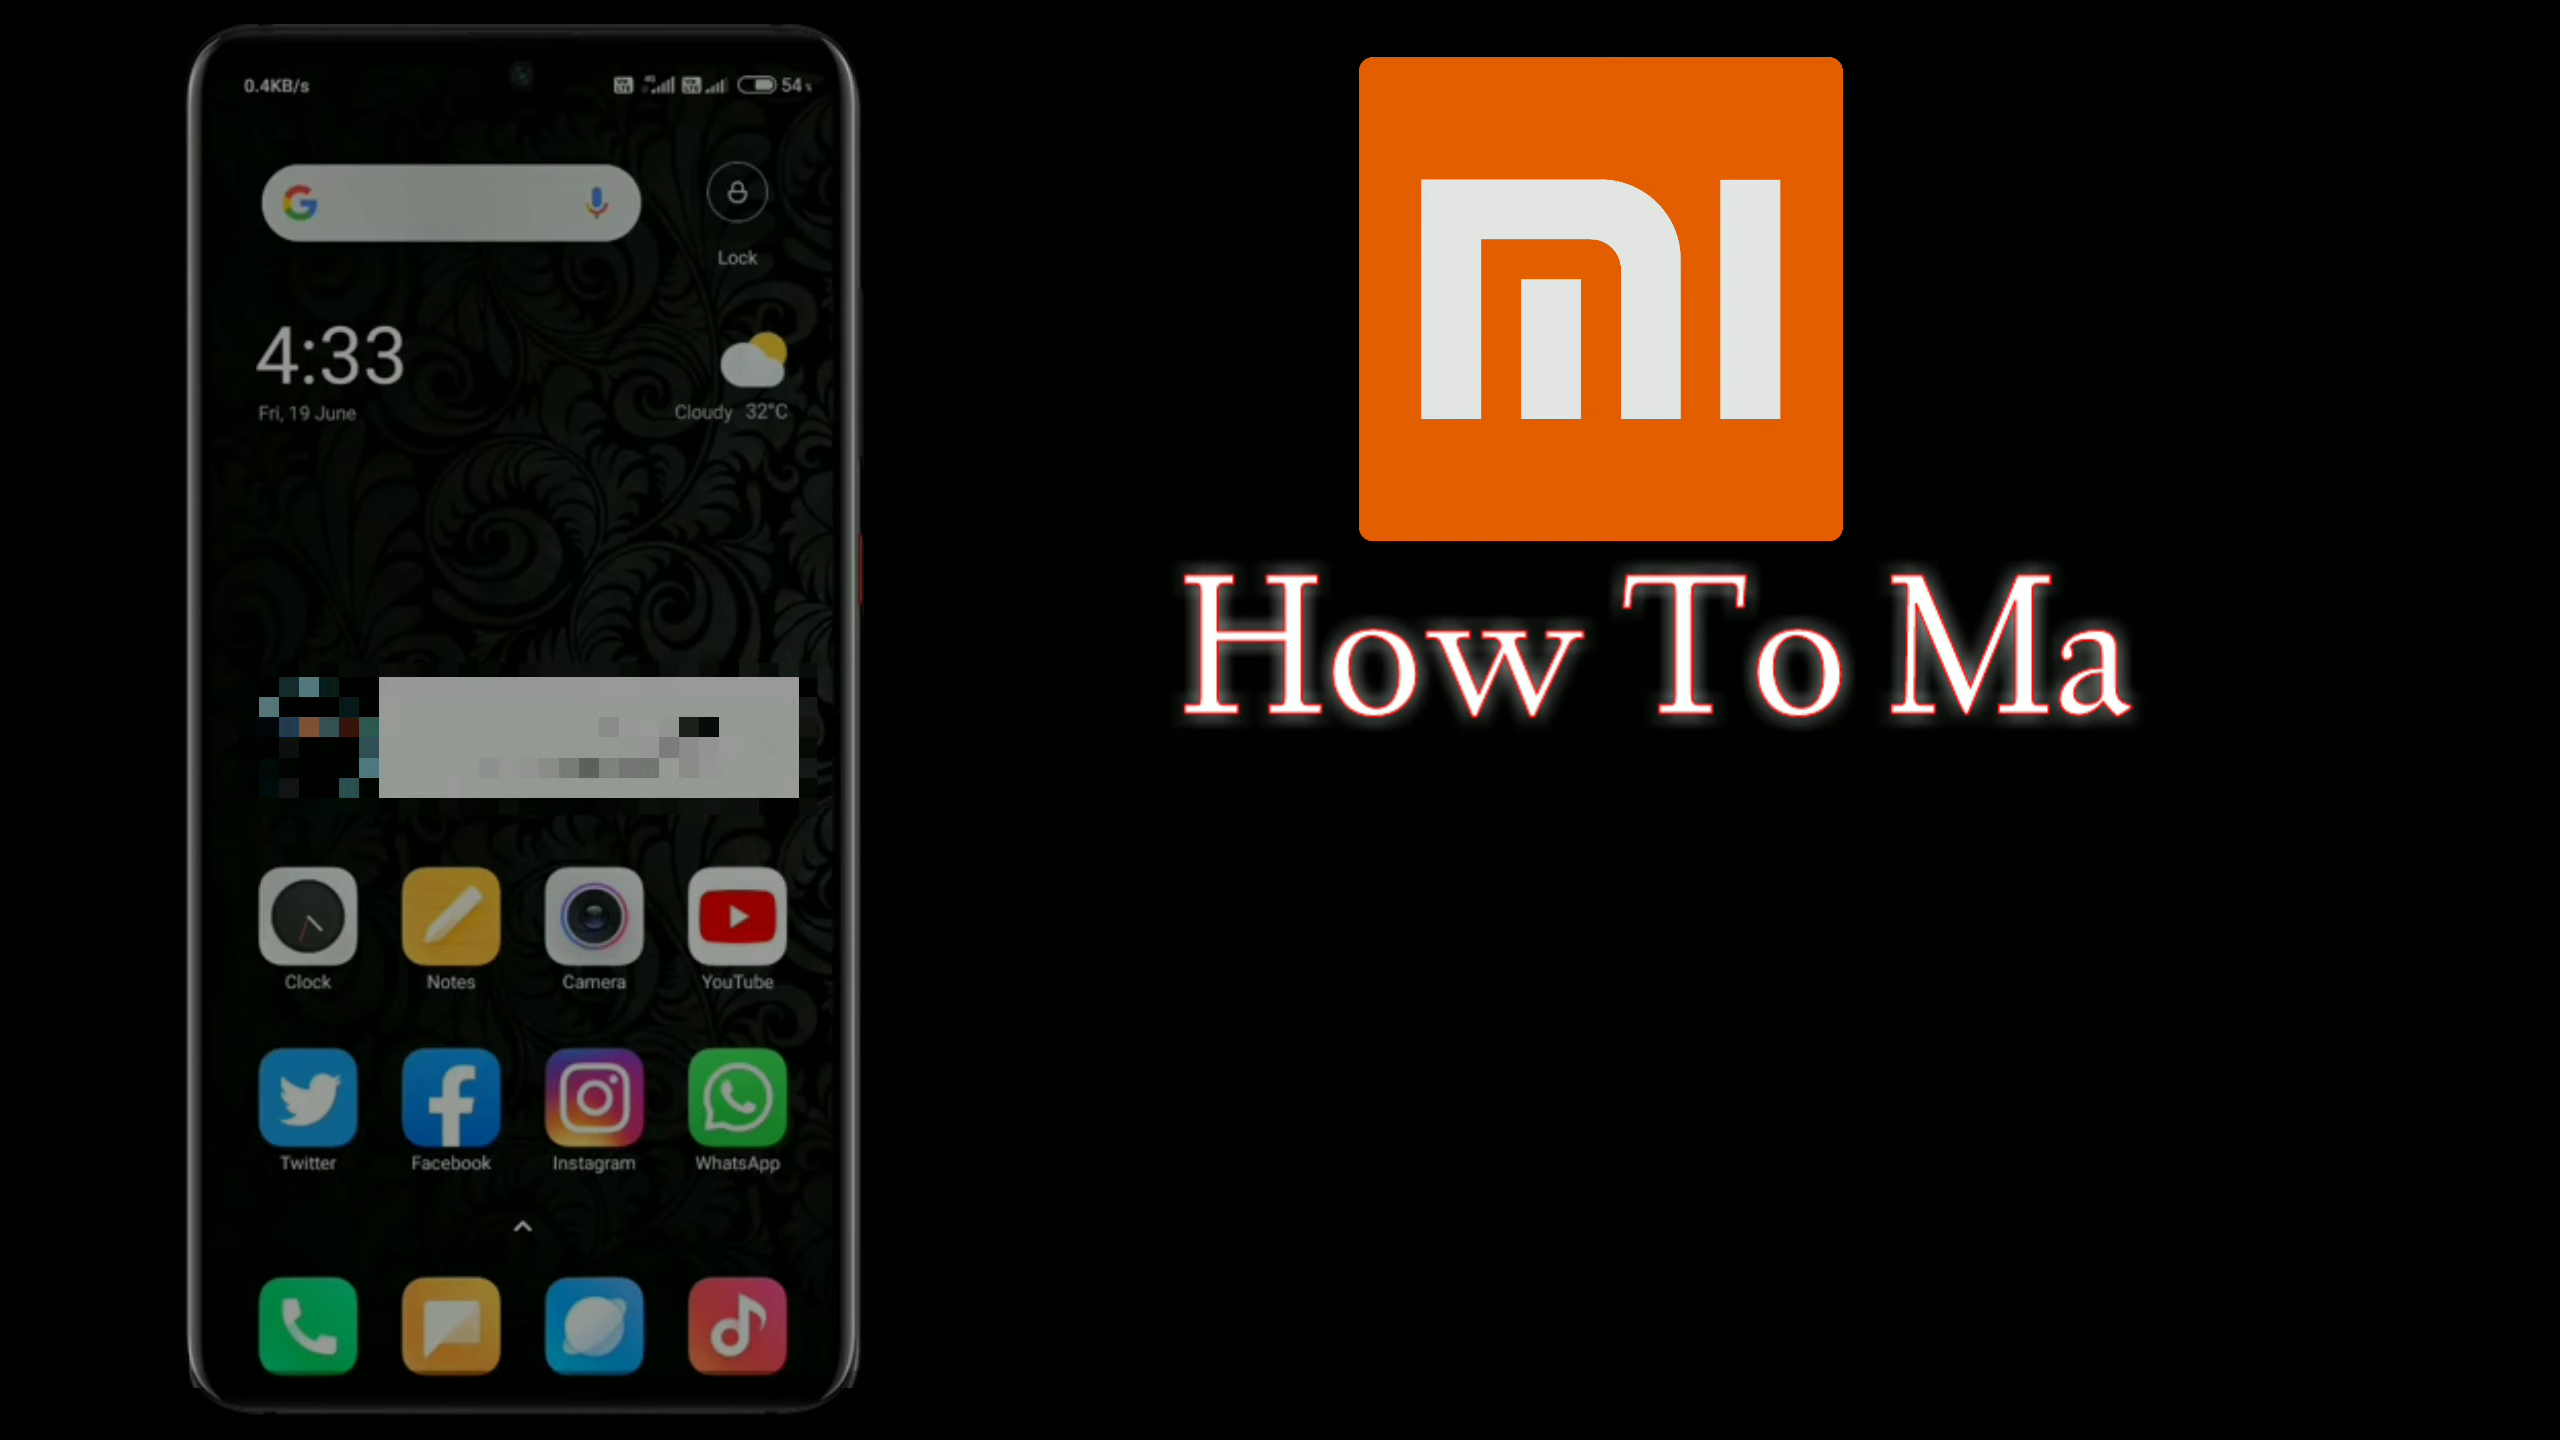 0.4KB/s
54
Lock
4:33
Fri, 19 June
Cloudy 32°C
Clock
Notes
Camera
YouTube
Twitter
Facebook
Instagram
WhatsApp
mi
How To Ma